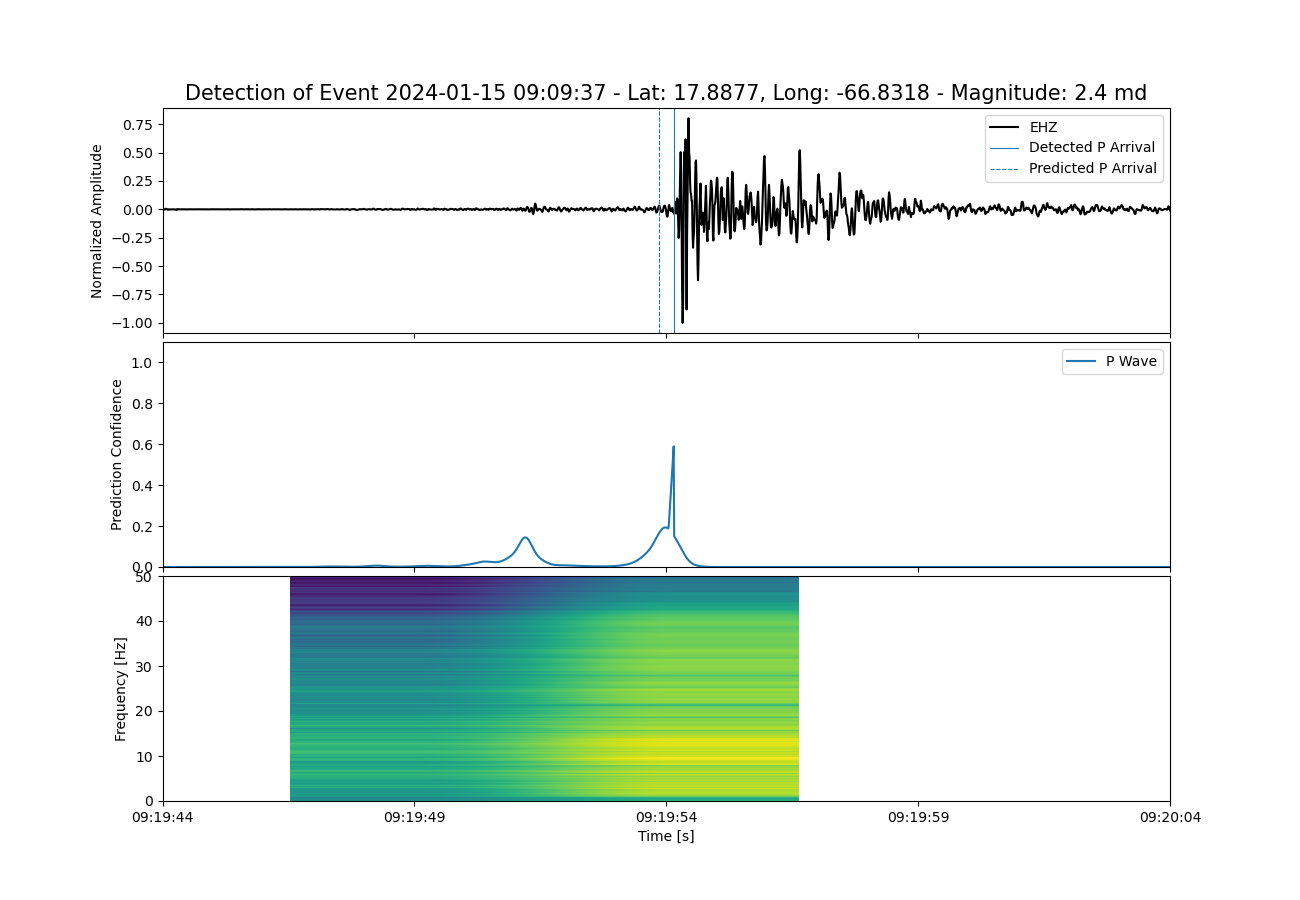 Detection of Event 2024-01-15 09:09:37 - Lat: 17.8877, Long: -66.8318 - Magnitude: 2.4 md
0.75
0.50
0.25
0.00
−0.25
−0.50
−0.75
−1.00
Normalized Amplitude
EHZ
Detected P Arrival
Predicted P Arrival
1.0
0.8
0.6
0.4
0.2
0.0
Prediction Confidence
P Wave
50
40
30
20
10
0
Frequency [Hz]
09:19:44 09:19:49 09:19:54 09:19:59 09:20:04
Time [s]